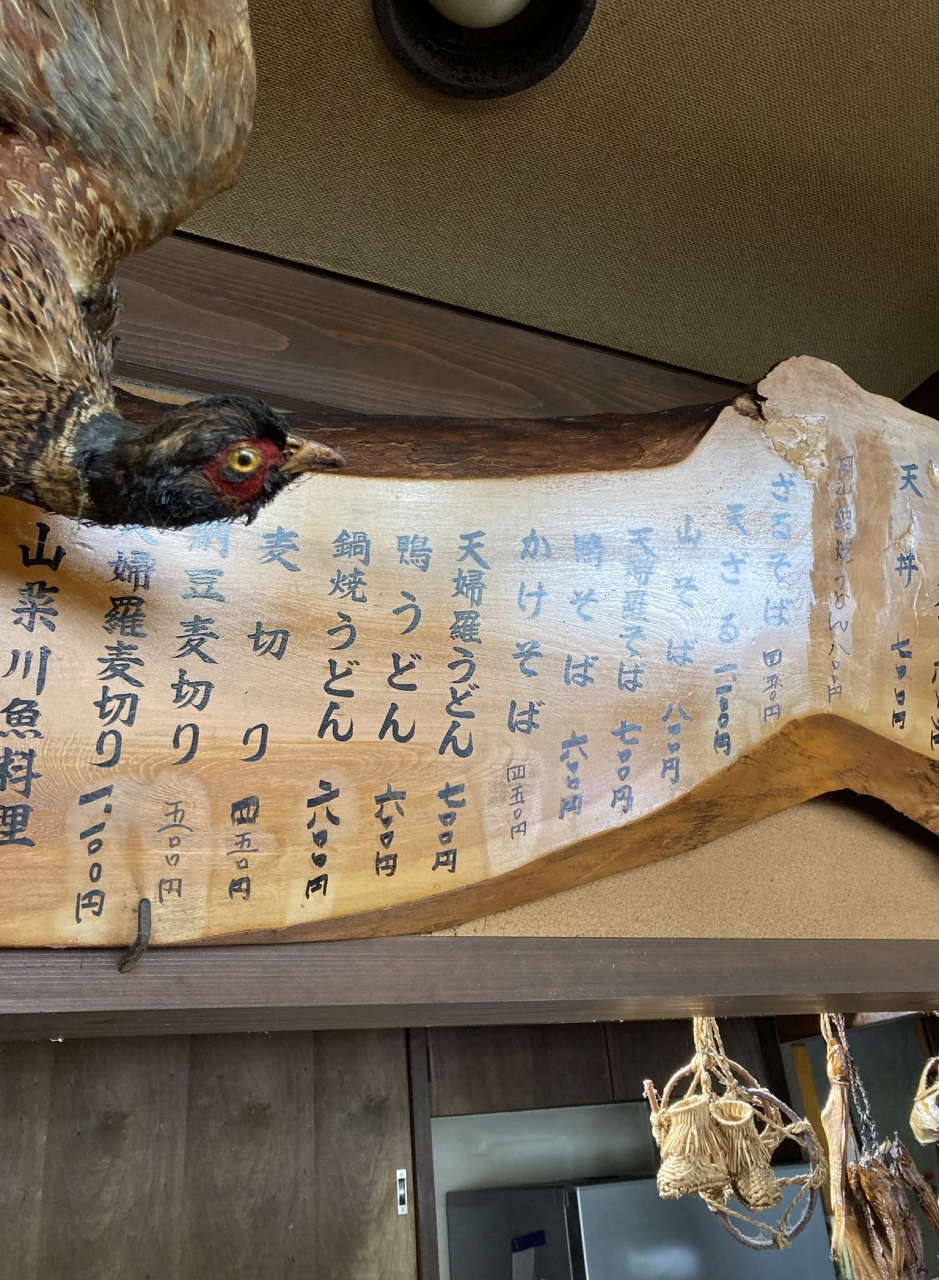 天丼 七〇〇円
月山鍋焼うどん 八〇〇円
ざるそば 四五〇円
天ざる 一、一〇〇円
山そば 八〇〇円
天婦羅そば 七〇〇円
鴨そば 六〇〇円
かけそば 四五〇円
天婦羅うどん 七〇〇円
鴨うどん 六〇〇円
鍋焼うどん 六〇〇円
麦切り 四五〇円
納豆麦切り 五〇〇円
天婦羅麦切り 一、一〇〇円
山菜川魚料理